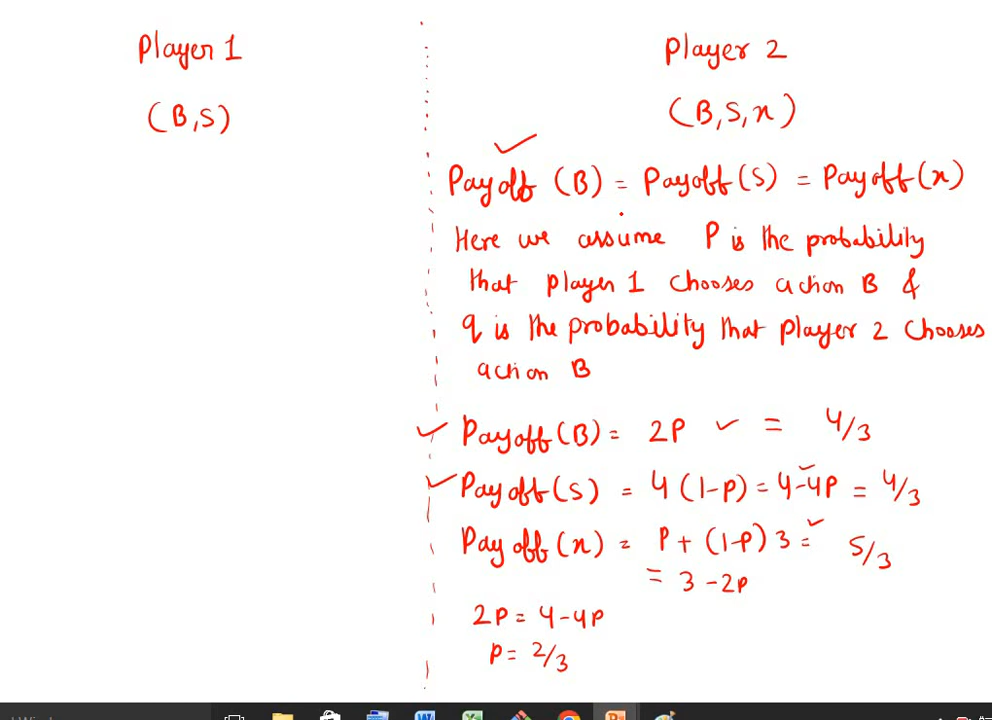 Player 1
(B,S)
Player 2
(B,S,x)
Payoff (B) = Payoff(S) = Payoff(x)
Here we assume P is the probability
that player 1 chooses action B &
q is the probability that player 2 chooses
action B
Payoff(B) = 2P = 4/3
Payoff(S) = 4(1-P) = 4-4P = 4/3
Payoff(x) = P + (1-P)3 = 5/3
= 3 - 2P
2P = 4-4P
P = 2/3